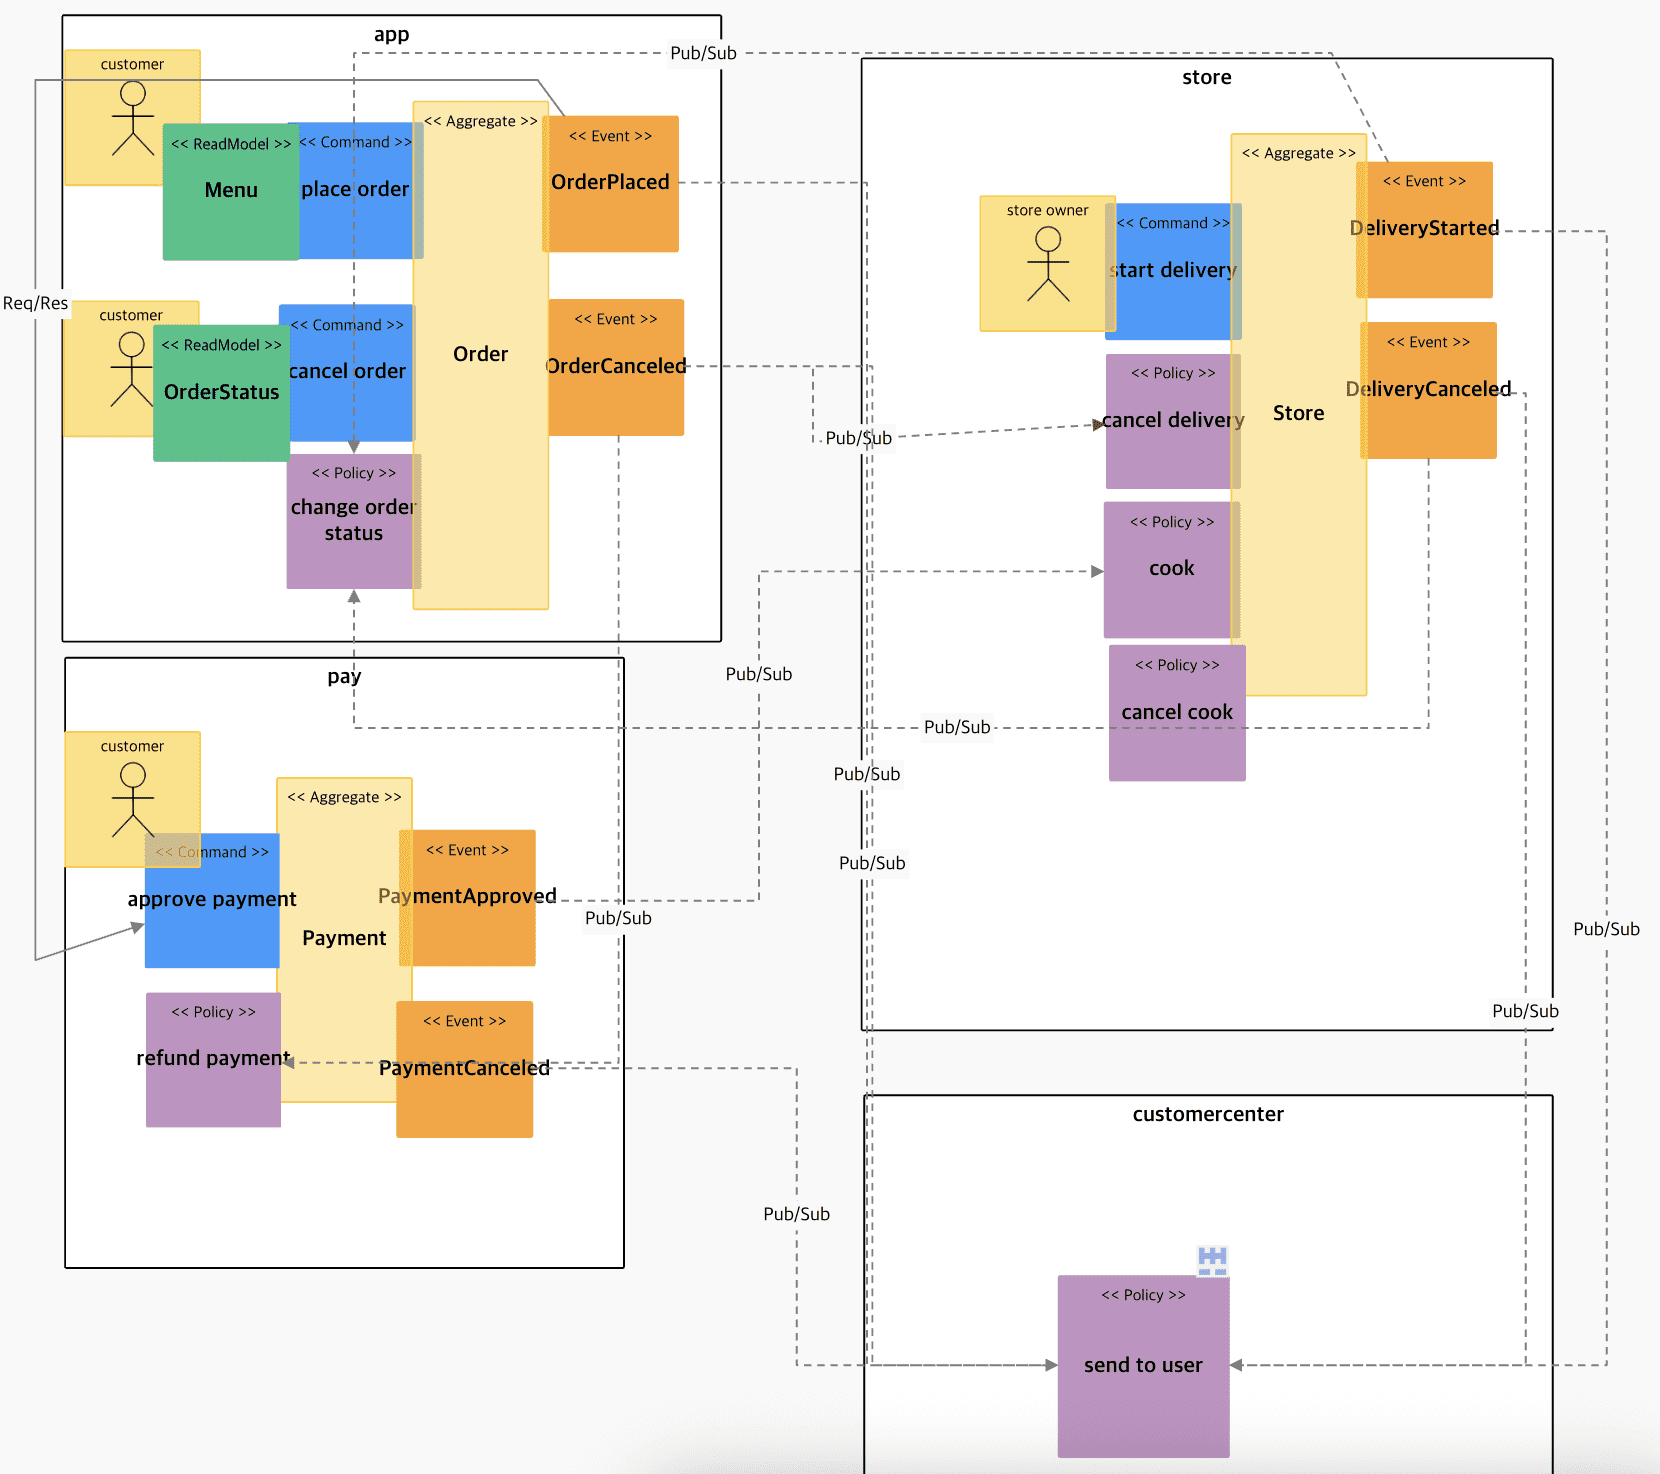 app
customer
<< ReadModel >>
Menu
<< Command >>
place order
<< Aggregate >>
Order
<< Event >>
OrderPlaced
customer
<< ReadModel >>
OrderStatus
<< Command >>
cancel order
<< Event >>
OrderCanceled
<< Policy >>
change order
status
Req/Res
Pub/Sub
store
store owner
<< Command >>
start delivery
<< Aggregate >>
Store
<< Event >>
DeliveryStarted
<< Event >>
DeliveryCanceled
<< Policy >>
cancel delivery
<< Policy >>
cook
<< Policy >>
cancel cook
Pub/Sub
Pub/Sub
Pub/Sub
Pub/Sub
Pub/Sub
Pub/Sub
Pub/Sub
Pub/Sub
pay
customer
<< Command >>
approve payment
<< Aggregate >>
Payment
<< Event >>
PaymentApproved
<< Policy >>
refund payment
<< Event >>
PaymentCanceled
Pub/Sub
customercenter
<< Policy >>
send to user